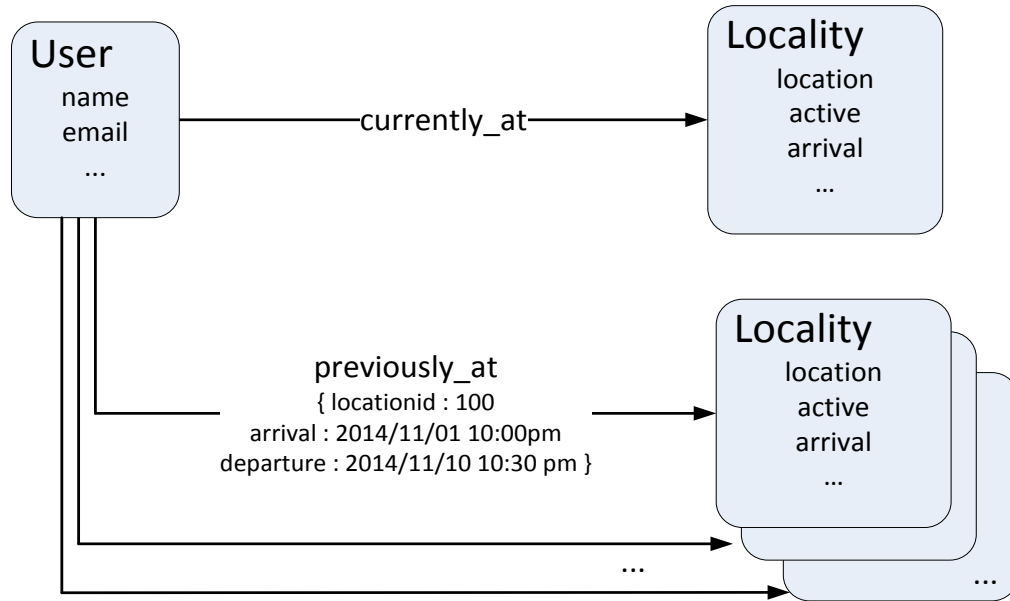 User
name
email
...
currently_at
Locality
location
active
arrival
...
previously_at
{ locationid : 100
arrival : 2014/11/01 10:00pm
departure : 2014/11/10 10:30 pm }
Locality
location
active
arrival
...
...
...